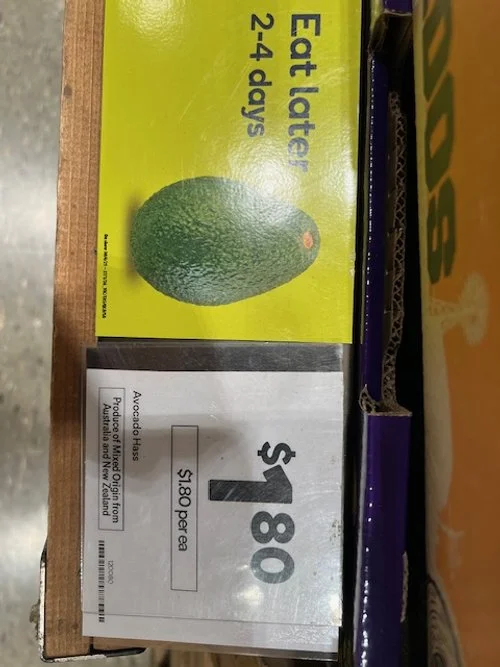 Eat later
2-4 days
$1.80
$1.80 per ea
Avocado Hass
Produce of Mixed Origin from
Australia and New Zealand
120080